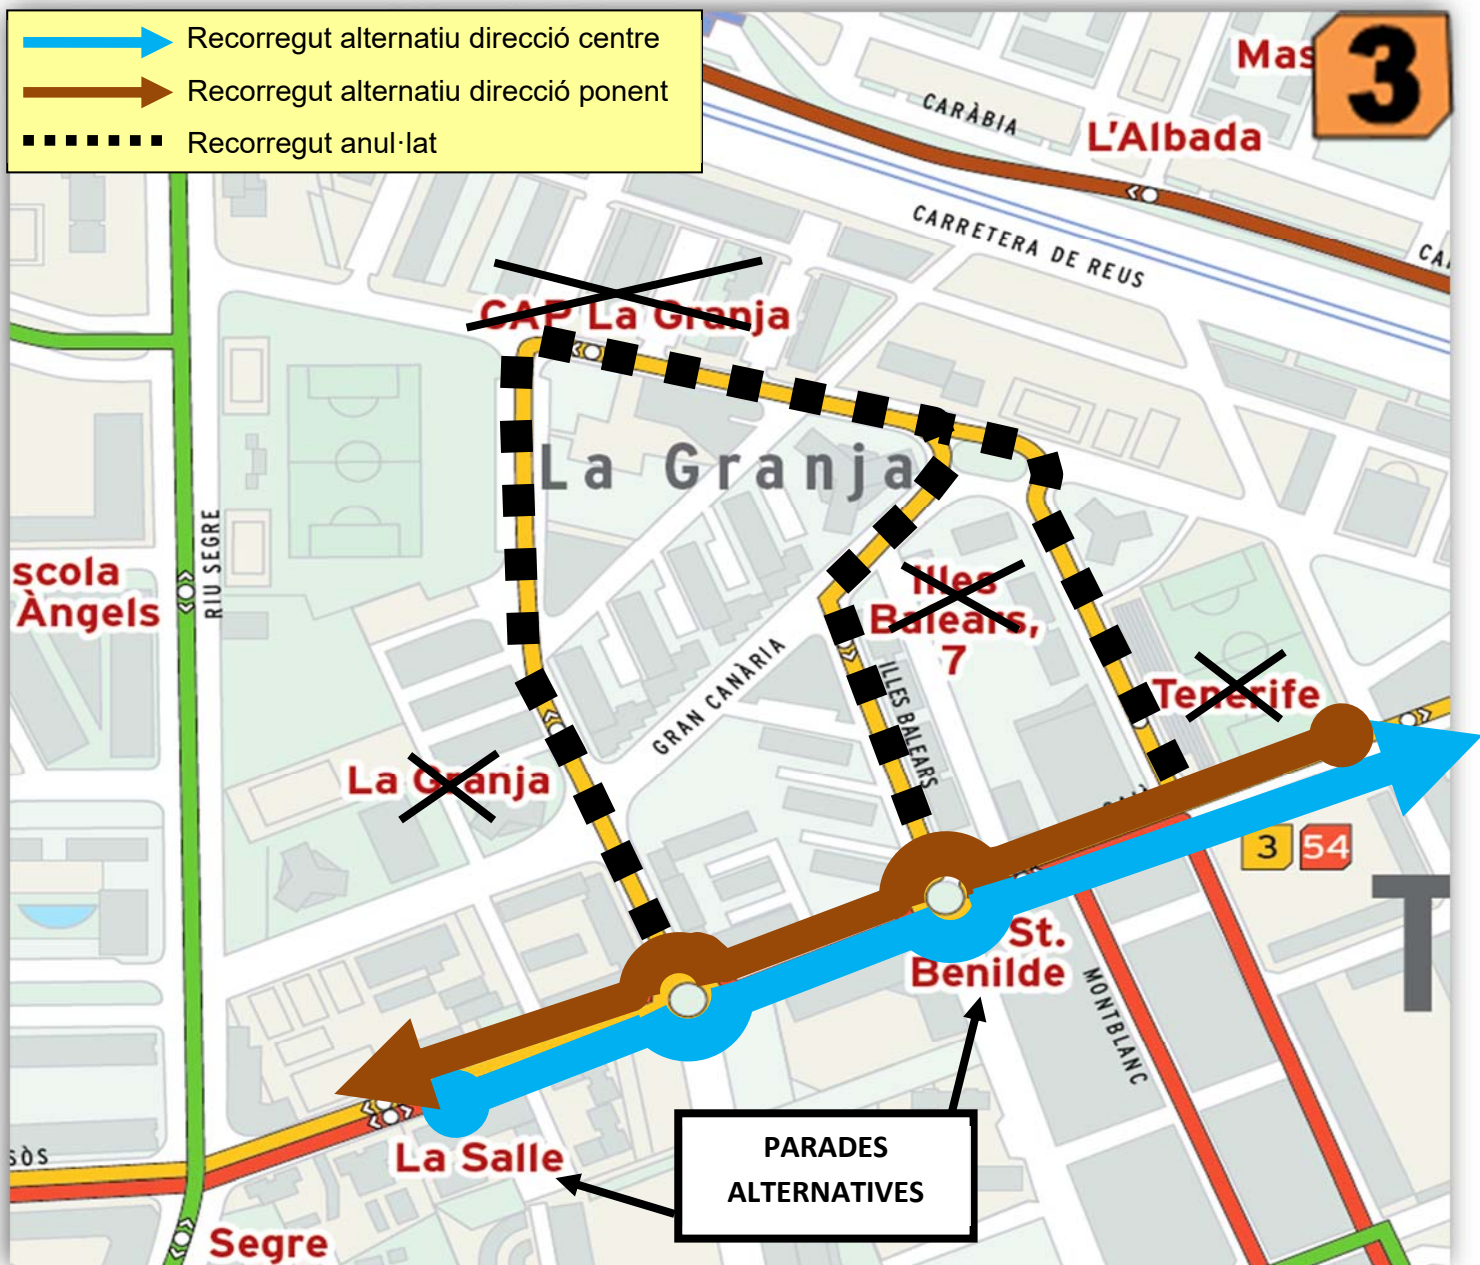 Recorregut alternatiu direcció centre
Recorregut alternatiu direcció ponent
Recorregut anul·lat
3
Mas
CARÀBIA
L'Albada
CARRETERA DE REUS
CAP La Granja
La Granja
RIU SEGRE
scola
Àngels
Illes
Balears,
7
ILLES BALEARS
GRAN CANÀRIA
Tenerife
La Granja
3 54
T
St.
Benilde
MONTBLANC
PARADES
ALTERNATIVES
La Salle
SÒS
Segre